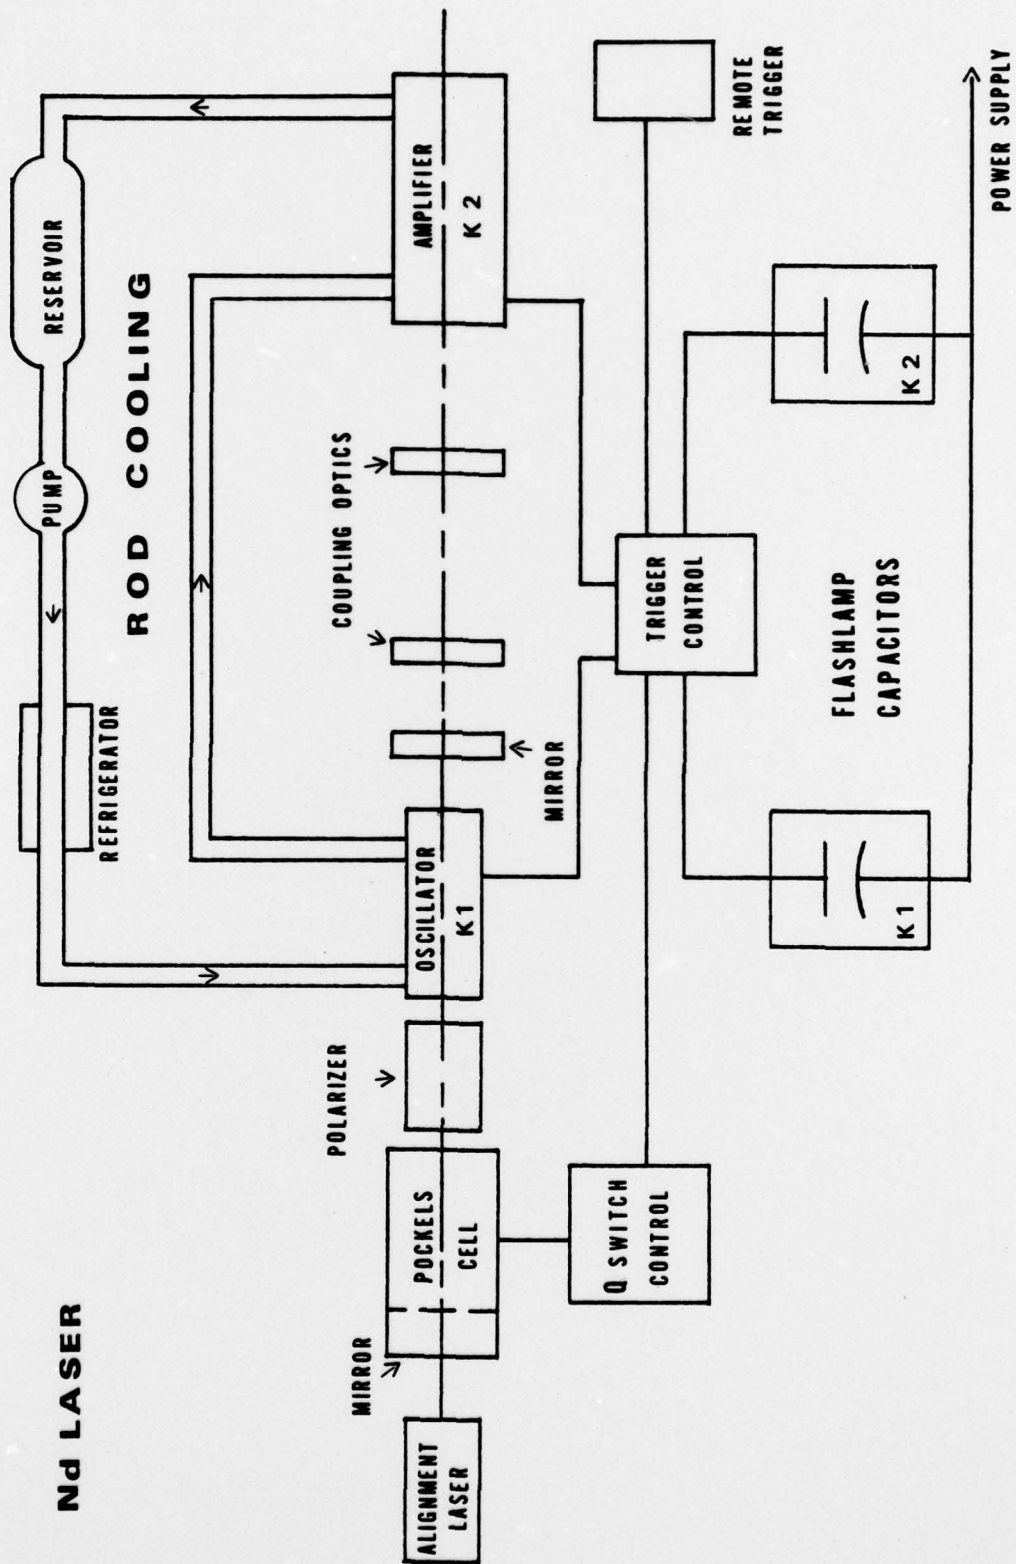 Nd LASER
ROD COOLING
REFRIGERATOR
PUMP
RESERVOIR
ALIGNMENT
LASER
MIRROR
POCKELS
CELL
POLARIZER
OSCILLATOR
K1
MIRROR
COUPLING OPTICS
AMPLIFIER
K 2
Q SWITCH
CONTROL
TRIGGER
CONTROL
REMOTE
TRIGGER
K1
FLASHLAMP
CAPACITORS
K 2
POWER SUPPLY